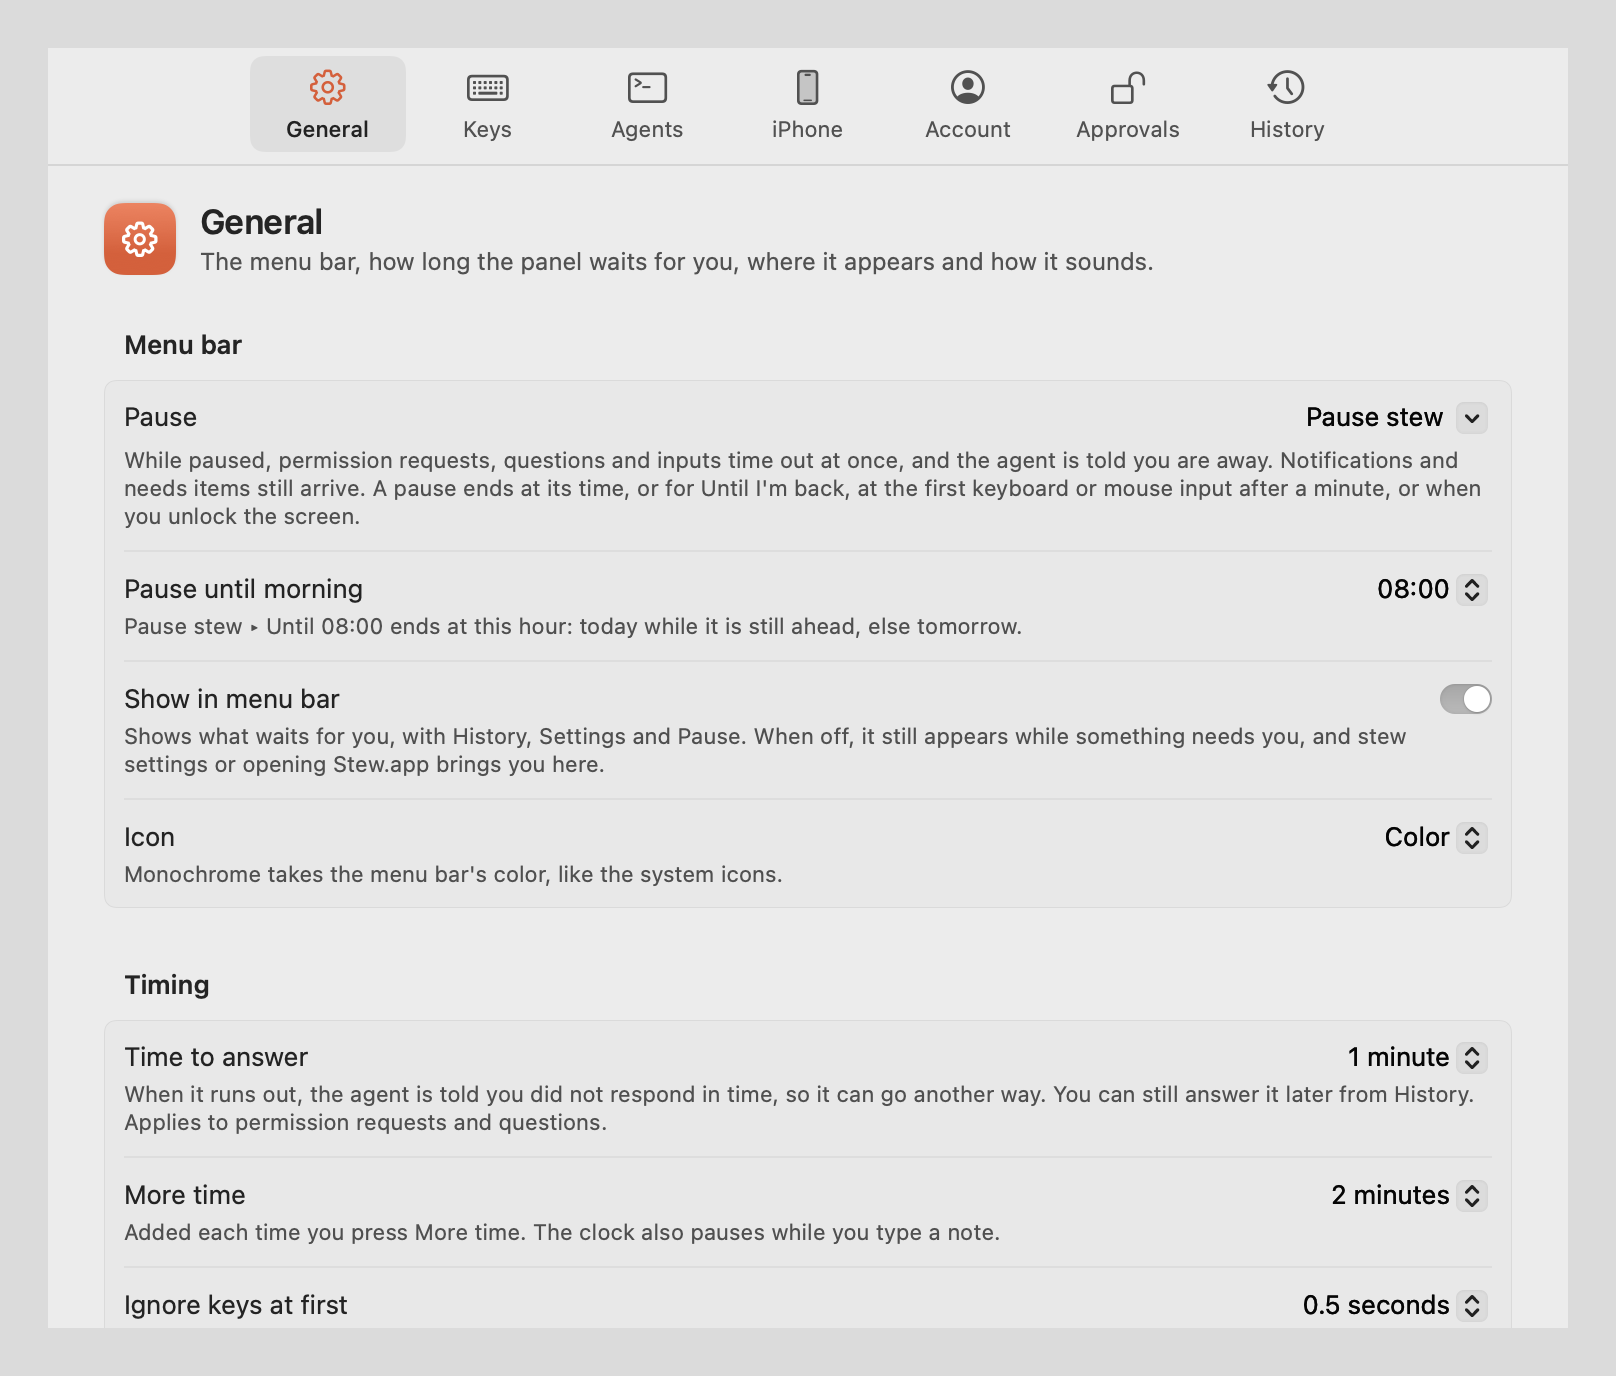 General
Keys
Agents
iPhone
Account
Approvals
History
General
The menu bar, how long the panel waits for you, where it appears and how it sounds.
Menu bar
Pause
Pause stew
While paused, permission requests, questions and inputs time out at once, and the agent is told you are away. Notifications and
needs items still arrive. A pause ends at its time, or for Until I'm back, at the first keyboard or mouse input after a minute, or when
you unlock the screen.
Pause until morning
08:00
Pause stew ▸ Until 08:00 ends at this hour: today while it is still ahead, else tomorrow.
Show in menu bar
Shows what waits for you, with History, Settings and Pause. When off, it still appears while something needs you, and stew
settings or opening Stew.app brings you here.
Icon
Color
Monochrome takes the menu bar's color, like the system icons.
Timing
Time to answer
1 minute
When it runs out, the agent is told you did not respond in time, so it can go another way. You can still answer it later from History.
Applies to permission requests and questions.
More time
2 minutes
Added each time you press More time. The clock also pauses while you type a note.
Ignore keys at first
0.5 seconds